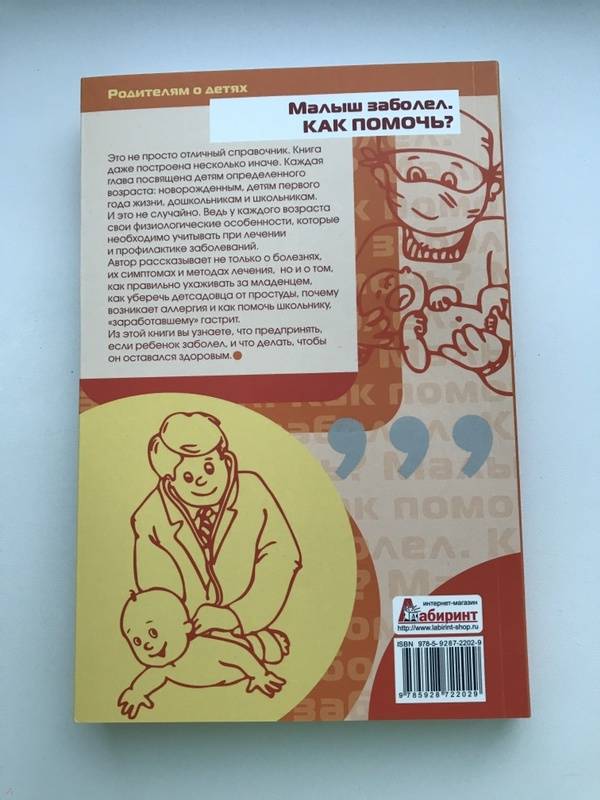 Родителям о детях
Малыш заболел.
КАК ПОМОЧЬ?
Это не просто отличный справочник. Книга
даже построена несколько иначе. Каждая
глава посвящена детям определенного
возраста: новорожденным, детям первого
года жизни, дошкольникам и школьникам.
И это не случайно. Ведь у каждого возраста
свои физиологические особенности, которые
необходимо учитывать при лечении
и профилактике заболеваний.
Автор рассказывает не только о болезнях,
их симптомах и методах лечения, но и о том,
как правильно ухаживать за младенцем,
как уберечь детсадовца от простуды, почему
возникает аллергия и как помочь школьнику,
«заработавшему» гастрит.
Из этой книги вы узнаете, что предпринять,
если ребенок заболел, и что делать, чтобы
он оставался здоровым.
интернет-магазин
Лабиринт
http://www.labirint-shop.ru
ISBN 978-5-9287-2202-9
9 785928 722029